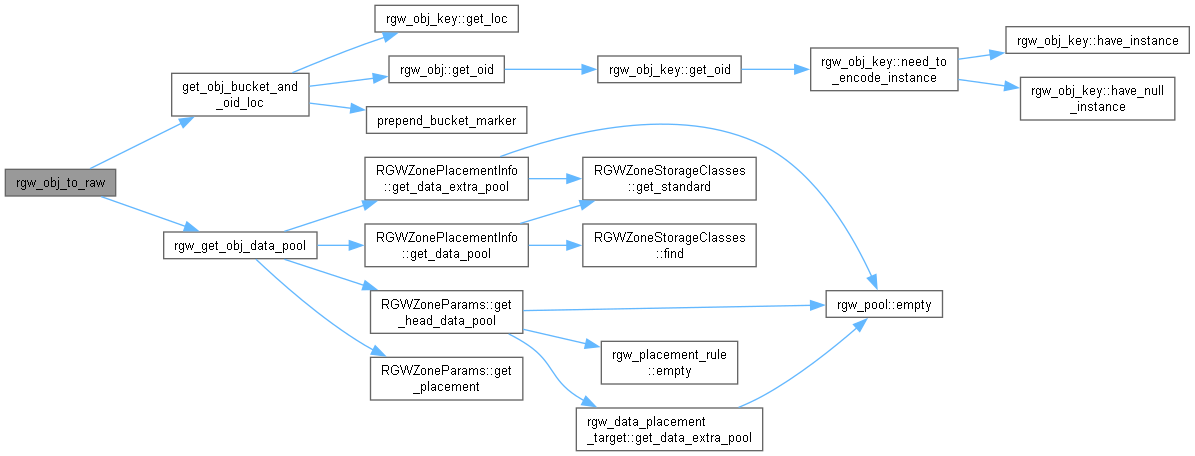 rgw_obj_key::get_loc
rgw_obj_key::have_instance
rgw_obj::get_oid
rgw_obj_key::get_oid
rgw_obj_key::need_to
_encode_instance
get_obj_bucket_and
_oid_loc
rgw_obj_key::have_null
_instance
prepend_bucket_marker
rgw_obj_to_raw
RGWZonePlacementInfo
::get_data_extra_pool
RGWZoneStorageClasses
::get_standard
rgw_get_obj_data_pool
RGWZonePlacementInfo
::get_data_pool
RGWZoneStorageClasses
::find
RGWZoneParams::get
_head_data_pool
rgw_pool::empty
rgw_placement_rule
::empty
RGWZoneParams::get
_placement
rgw_data_placement
_target::get_data_extra_pool